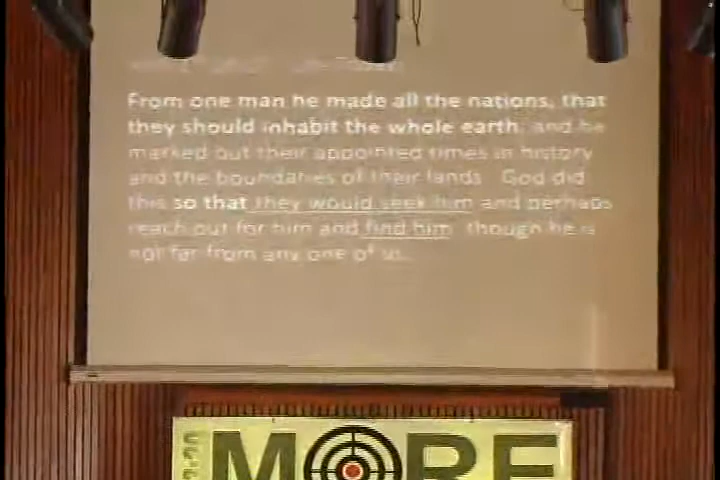 From one man he made all the nations, that
they should inhabit the whole earth; and he
marked out their appointed times in history
and the boundaries of their lands. God did
this so that they would seek him and perhaps
reach out for him and find him, though he is
not far from any one of us.
MORE